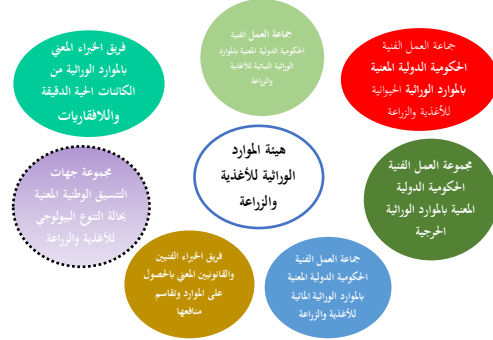 جماعة العمل الفنية
الحكومية الدولية المعنية
بالموارد الوراثية الحيوانية
للأغذية والزراعة
جماعة العمل الفنية
الحكومية الدولية المعنية بالموارد
الوراثية النباتية للأغذية
والزراعة
فريق الخبراء المعني
بالموارد الوراثية من
الكائنات الحية الدقيقة
واللافقاريات
هيئة الموارد
الوراثية للأغذية
والزراعة
مجموعة العمل الفنية
الحكومية الدولية
المعنية بالموارد الوراثية
الحرجية
مجموعة جهات
التنسيق الوطنية المعنية
بحالة التنوع البيولوجي
للأغذية والزراعة
جماعة العمل الفنية
الحكومية الدولية المعنية
بالموارد الوراثية المائية
للأغذية والزراعة
فريق الخبراء الفنيين
والقانونيين المعني بالحصول
على الموارد وتقاسم
منافعها